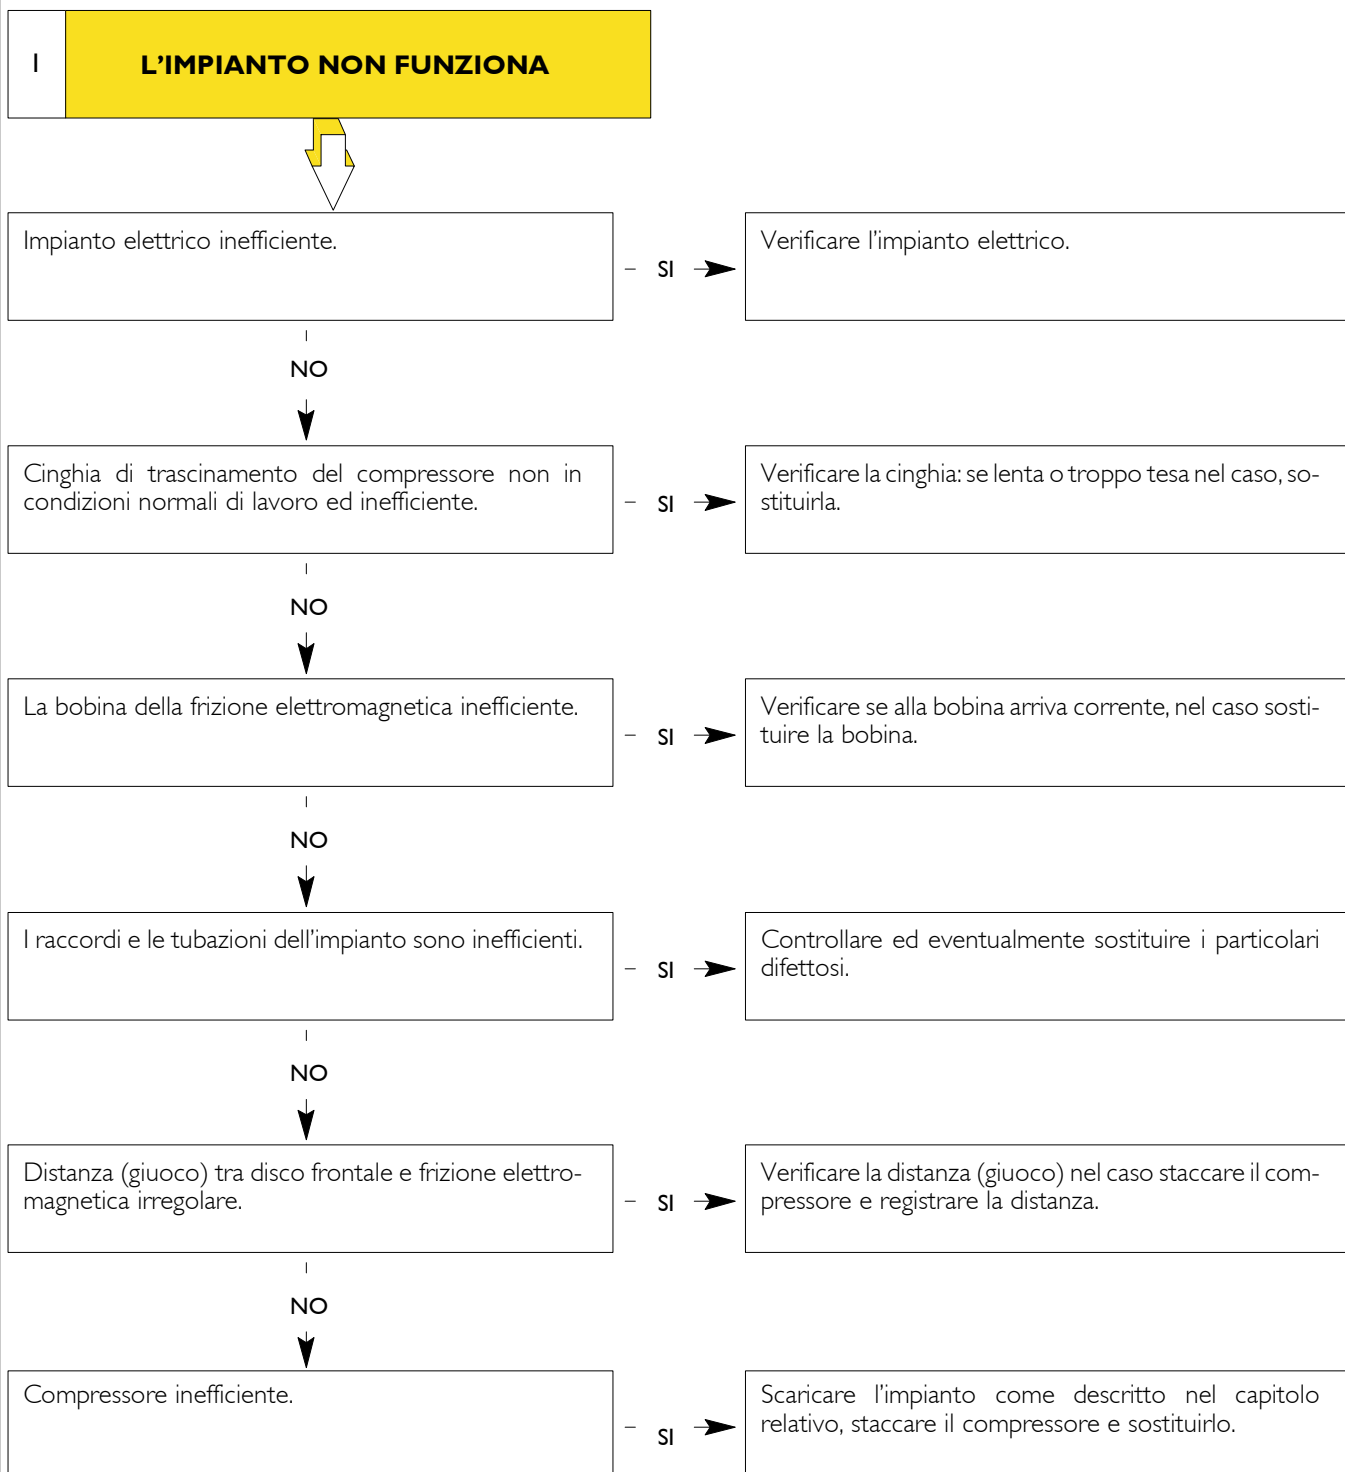 1
L'IMPIANTO NON FUNZIONA
Impianto elettrico inefficiente.
SI
Verificare l'impianto elettrico.
NO
Cinghia di trascinamento del compressore non in
condizioni normali di lavoro ed inefficiente.
SI
Verificare la cinghia: se lenta o troppo tesa nel caso, so-
stituirla.
NO
La bobina della frizione elettromagnetica inefficiente.
SI
Verificare se alla bobina arriva corrente, nel caso sosti-
tuire la bobina.
NO
I raccordi e le tubazioni dell'impianto sono inefficienti.
SI
Controllare ed eventualmente sostituire i particolari
difettosi.
NO
Distanza (giuoco) tra disco frontale e frizione elettro-
magnetica irregolare.
SI
Verificare la distanza (giuoco) nel caso staccare il com-
pressore e registrare la distanza.
NO
Compressore inefficiente.
SI
Scaricare l'impianto come descritto nel capitolo
relativo, staccare il compressore e sostituirlo.